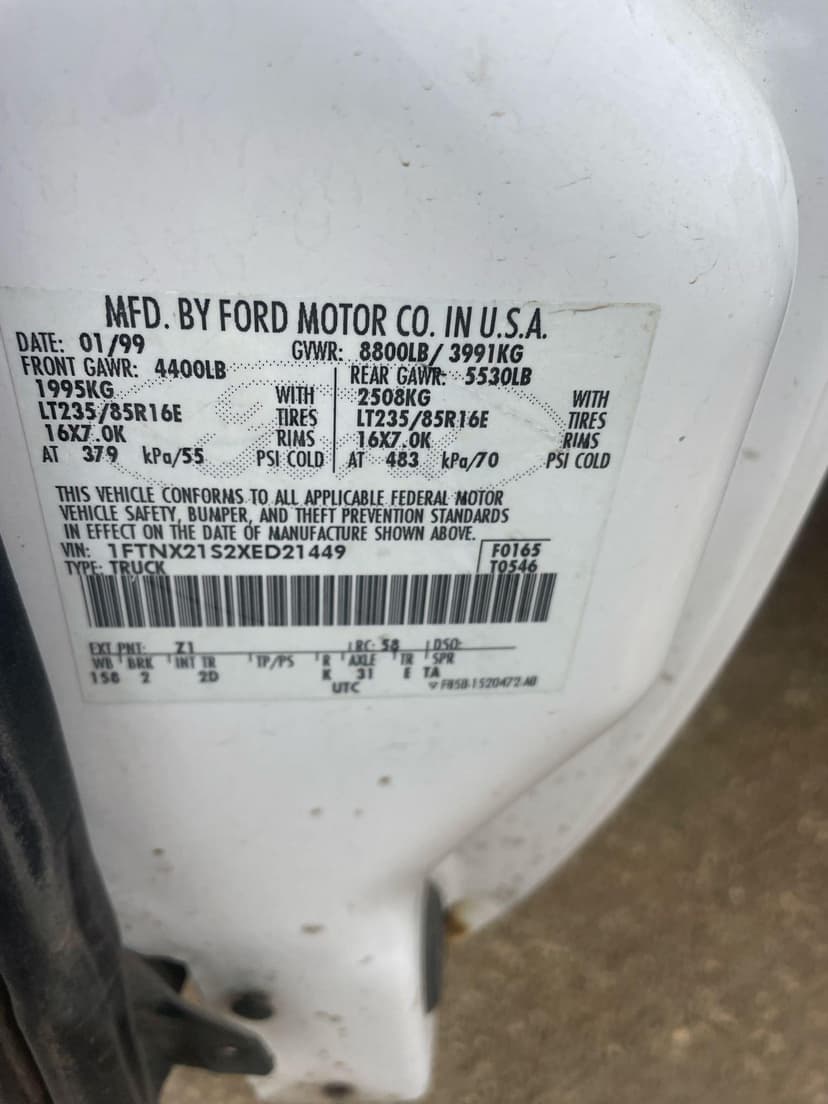 MFD. BY FORD MOTOR CO. IN U.S.A.
DATE: 01/99 GVWR: 8800LB/ 3991KG
FRONT GAWR: 4400LB REAR GAWR: 5530LB
1995KG WITH 2508KG WITH
LT235/85R16E TIRES LT235/85R16E TIRES
16X7.0K RIMS 16X7.0K RIMS
AT 379 kPa/55 PSI COLD AT 483 kPa/70 PSI COLD
THIS VEHICLE CONFORMS TO ALL APPLICABLE FEDERAL MOTOR
VEHICLE SAFETY, BUMPER, AND THEFT PREVENTION STANDARDS
IN EFFECT ON THE DATE OF MANUFACTURE SHOWN ABOVE.
VIN: 1FTNX21S2XED21449 F0165
TYPE: TRUCK T0546
EXT PNT: Z1 RC: 58 DSO:
WB BRK INT TR TP/PS R AXLE TR SPR
158 2 2D K 31 E TA
UTC F85B-1520472-AB